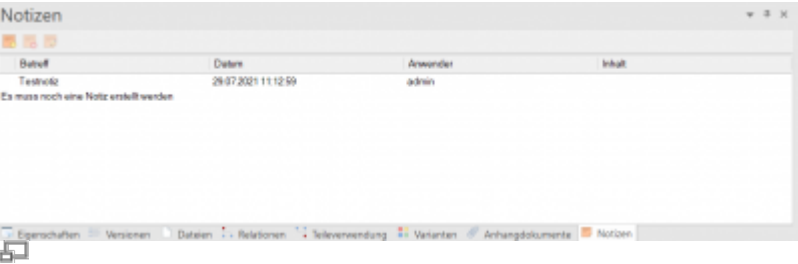 Notizen
Betreff Datum Anwender Inhalt
Testnotiz 29.07.2021 11:12:59 admin
Es muss noch eine Notiz erstellt werden
Eigenschaften Versionen Dateien Relationen Teileverwendung Varianten Anhangdokumente Notizen